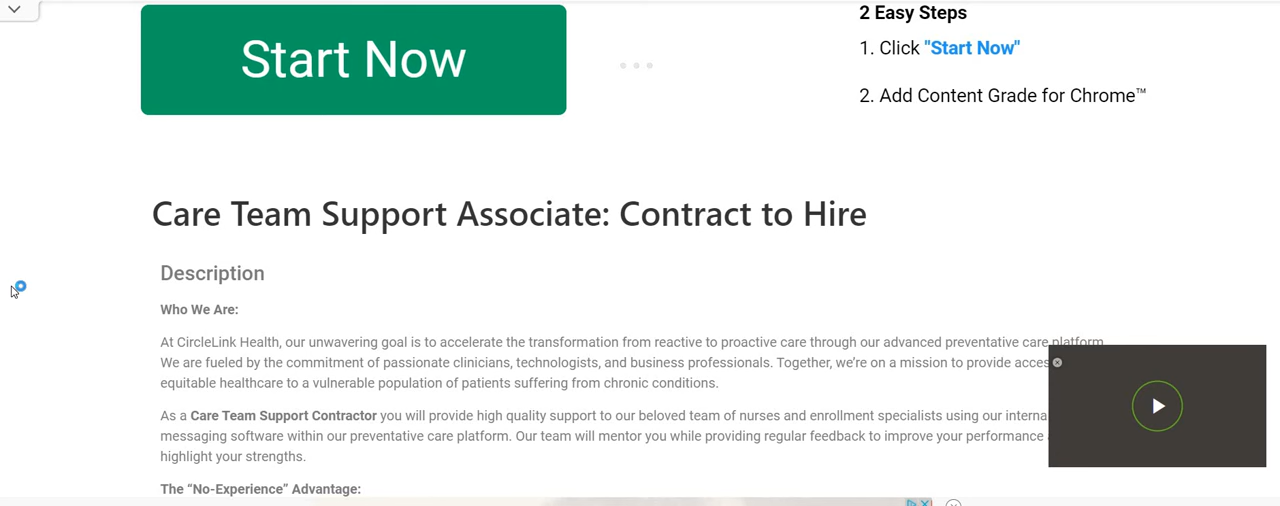 Start Now
2 Easy Steps
1. Click "Start Now"
2. Add Content Grade for Chrome™
Care Team Support Associate: Contract to Hire
Description
Who We Are:
At CircleLink Health, our unwavering goal is to accelerate the transformation from reactive to proactive care through our advanced preventative care platform.
We are fueled by the commitment of passionate clinicians, technologists, and business professionals. Together, we’re on a mission to provide acces
equitable healthcare to a vulnerable population of patients suffering from chronic conditions.
As a Care Team Support Contractor you will provide high quality support to our beloved team of nurses and enrollment specialists using our interna
messaging software within our preventative care platform. Our team will mentor you while providing regular feedback to improve your performance
highlight your strengths.
The “No-Experience” Advantage: